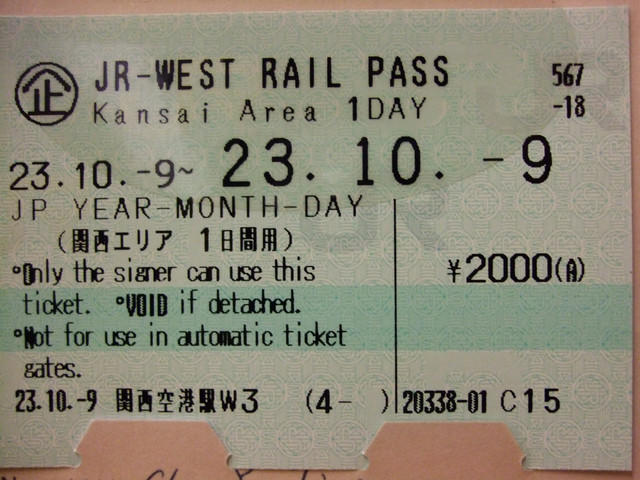 企 JR-WEST RAIL PASS 567
Kansai Area 1DAY -18
23.10.-9~ 23.10.-9
JP YEAR-MONTH-DAY
(関西エリア 1日間用)
°Only the signer can use this ¥2000(A)
ticket. °VOID if detached.
°Not for use in automatic ticket
gates.
23.10.-9 関西空港駅W3 (4- ) 20338-01 C15